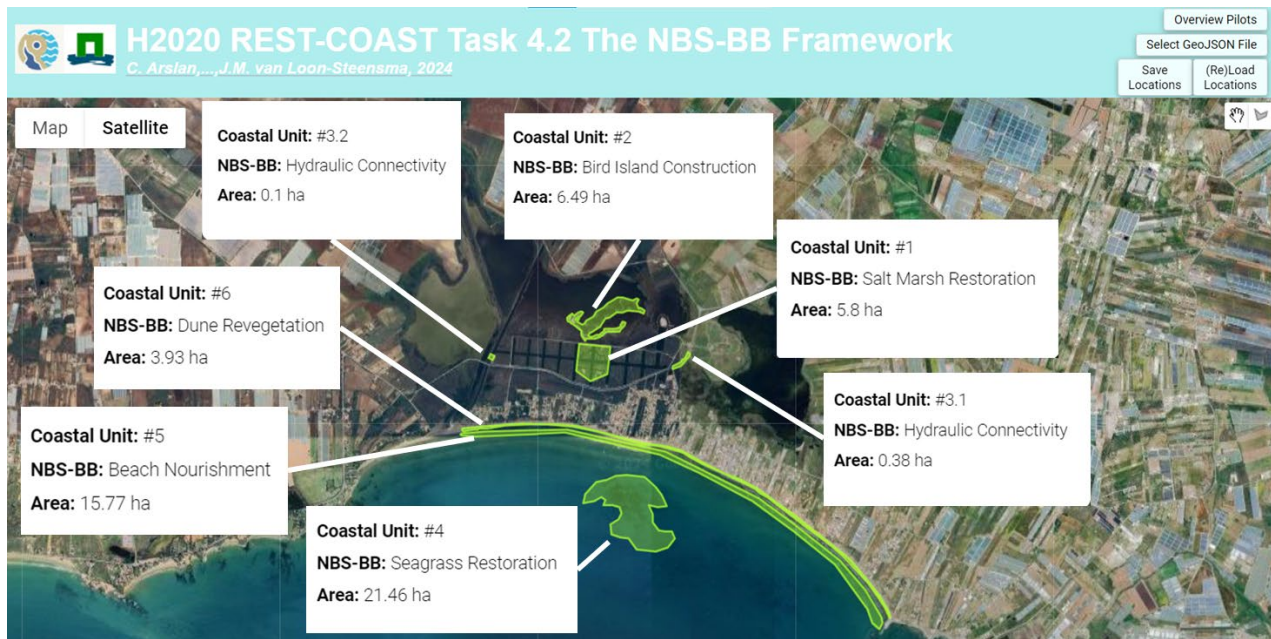 H2020 REST-COAST Task 4.2 The NBS-BB Framework
C. Arslan,...,J.M. van Loon-Steensma, 2024
Overview Pilots
Select GeoJSON File
Save
Locations
(Re)Load
Locations
Map
Satellite
Coastal Unit: #3.2
NBS-BB: Hydraulic Connectivity
Area: 0.1 ha
Coastal Unit: #2
NBS-BB: Bird Island Construction
Area: 6.49 ha
Coastal Unit: #1
NBS-BB: Salt Marsh Restoration
Area: 5.8 ha
Coastal Unit: #6
NBS-BB: Dune Revegetation
Area: 3.93 ha
Coastal Unit: #3.1
NBS-BB: Hydraulic Connectivity
Area: 0.38 ha
Coastal Unit: #5
NBS-BB: Beach Nourishment
Area: 15.77 ha
Coastal Unit: #4
NBS-BB: Seagrass Restoration
Area: 21.46 ha